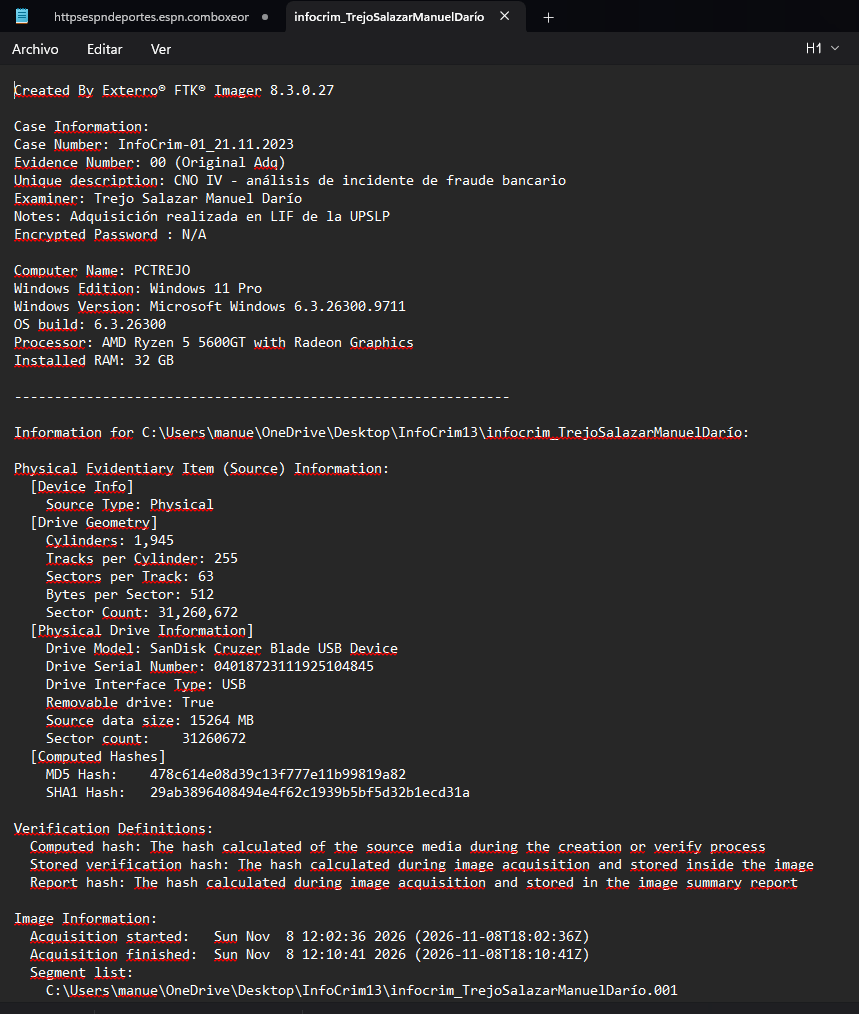 httpsespndeportes.espn.comboxeor
infocrim_TrejoSalazarManuelDarío
Archivo Editar Ver H1
Created By Exterro® FTK® Imager 8.3.0.27
Case Information:
Case Number: InfoCrim-01_21.11.2023
Evidence Number: 00 (Original Adq)
Unique description: CNO IV - análisis de incidente de fraude bancario
Examiner: Trejo Salazar Manuel Darío
Notes: Adquisición realizada en LIF de la UPSLP
Encrypted Password : N/A
Computer Name: PCTREJO
Windows Edition: Windows 11 Pro
Windows Version: Microsoft Windows 6.3.26300.9711
OS build: 6.3.26300
Processor: AMD Ryzen 5 5600GT with Radeon Graphics
Installed RAM: 32 GB
--------------------------------------------------------------
Information for C:\Users\manue\OneDrive\Desktop\InfoCrim13\infocrim_TrejoSalazarManuelDarío:
Physical Evidentiary Item (Source) Information:
[Device Info]
Source Type: Physical
[Drive Geometry]
Cylinders: 1,945
Tracks per Cylinder: 255
Sectors per Track: 63
Bytes per Sector: 512
Sector Count: 31,260,672
[Physical Drive Information]
Drive Model: SanDisk Cruzer Blade USB Device
Drive Serial Number: 04018723111925104845
Drive Interface Type: USB
Removable drive: True
Source data size: 15264 MB
Sector count: 31260672
[Computed Hashes]
MD5 Hash: 478c614e08d39c13f777e11b99819a82
SHA1 Hash: 29ab3896408494e4f62c1939b5bf5d32b1ecd31a
Verification Definitions:
Computed hash: The hash calculated of the source media during the creation or verify process
Stored verification hash: The hash calculated during image acquisition and stored inside the image
Report hash: The hash calculated during image acquisition and stored in the image summary report
Image Information:
Acquisition started: Sun Nov 8 12:02:36 2026 (2026-11-08T18:02:36Z)
Acquisition finished: Sun Nov 8 12:10:41 2026 (2026-11-08T18:10:41Z)
Segment list:
C:\Users\manue\OneDrive\Desktop\InfoCrim13\infocrim_TrejoSalazarManuelDarío.001